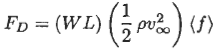 $F_D = (WL) \left( \frac{1}{2} \, \rho v_\infty^2 \right) \langle f \rangle$